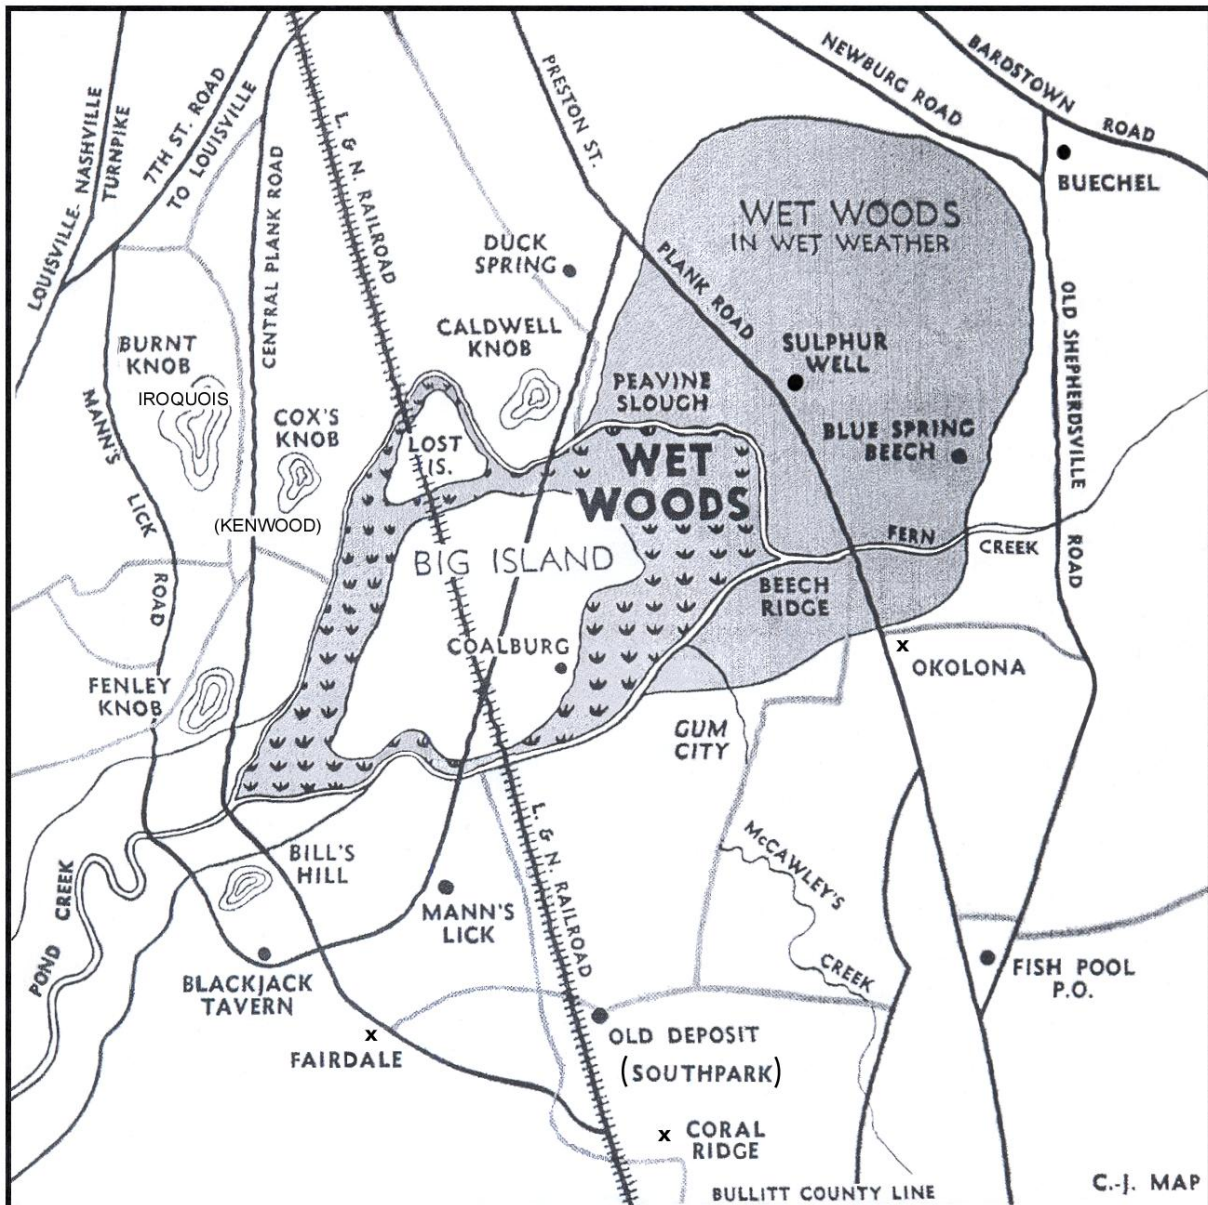 LOUISVILLE-NASHVILLE
TURNPIKE
7TH ST. ROAD
TO LOUISVILLE
CENTRAL PLANK ROAD
L. & N. RAILROAD
PRESTON ST.
PLANK ROAD
NEWBURG ROAD
BARDSTOWN
ROAD
BUECHEL
WET WOODS
IN WET WEATHER
DUCK
SPRING
OLD SHEPHERDSVILLE
ROAD
BURNT
KNOB
IROQUOIS
MANN'S
LICK
ROAD
COX'S
KNOB
(KENWOOD)
CALDWELL
KNOB
SULPHUR
WELL
PEAVINE
SLOUGH
BLUE SPRING
BEECH
LOST
IS.
WET
WOODS
BIG ISLAND
FERN
CREEK
BEECH
RIDGE
COALBURG
x
OKOLONA
FENLEY
KNOB
GUM
CITY
POND
CREEK
BILL'S
HILL
L. & N. RAILROAD
McCAWLEY'S
CREEK
MANN'S
LICK
BLACKJACK
TAVERN
FISH POOL
P.O.
x
FAIRDALE
OLD DEPOSIT
(SOUTHPARK)
x CORAL
RIDGE
BULLITT COUNTY LINE
C.-J. MAP